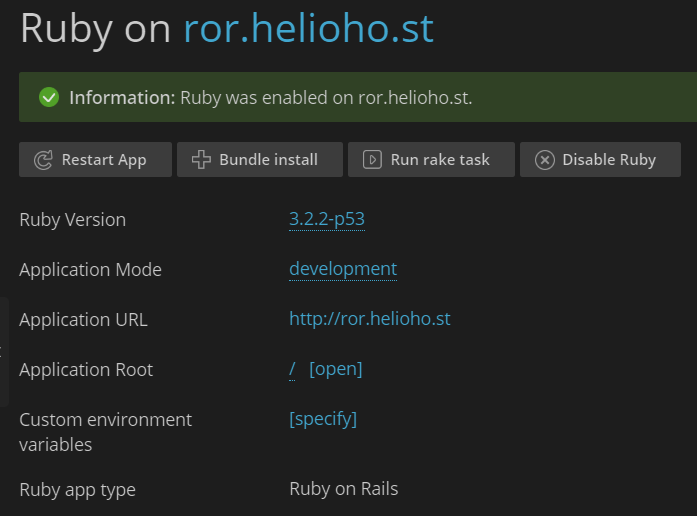 Ruby on ror.helioho.st
Information: Ruby was enabled on ror.helioho.st.
Restart App Bundle install Run rake task Disable Ruby
Ruby Version 3.2.2-p53
Application Mode development
Application URL http://ror.helioho.st
Application Root / [open]
Custom environment variables [specify]
Ruby app type Ruby on Rails